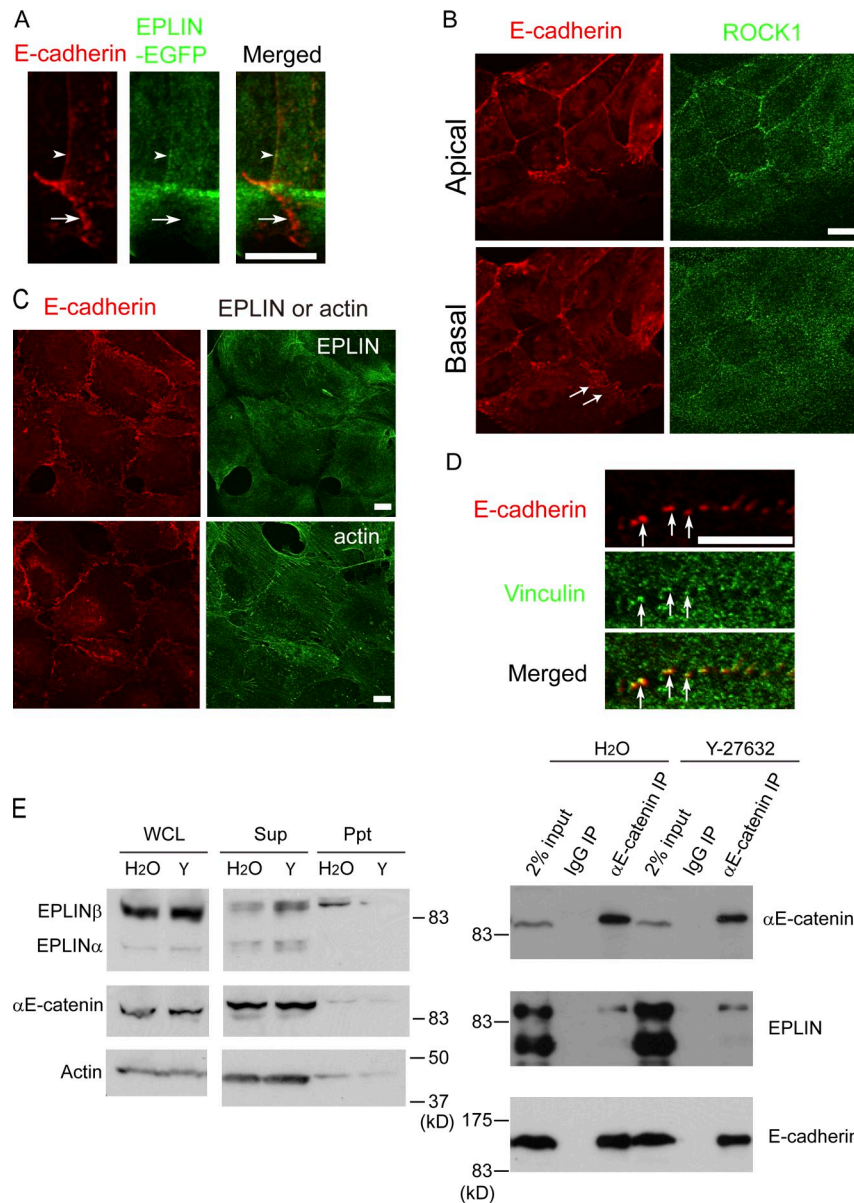 A
E-cadherin
EPLIN
-EGFP
Merged
B
E-cadherin
ROCK1
Apical
Basal
C
E-cadherin
EPLIN or actin
EPLIN
actin
D
E-cadherin
Vinculin
Merged
E
WCL
Sup
Ppt
H2O
Y
H2O
Y
H2O
Y
EPLINβ
EPLINα
83
αE-catenin
83
Actin
50
37
(kD)
H2O
Y-27632
2% input
IgG IP
αE-catenin IP
2% input
IgG IP
αE-catenin IP
83
αE-catenin
83
EPLIN
175
E-cadherin
83
(kD)